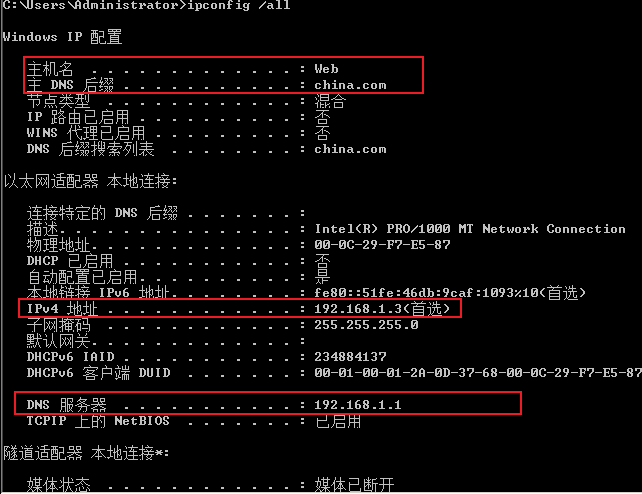 C:\Users\Administrator>ipconfig /all
Windows IP 配置
主机名 . . . . . . . . . . . . . : Web
主 DNS 后缀 . . . . . . . . . . . : china.com
节点类型 . . . . . . . . . . . . : 混合
IP 路由已启用 . . . . . . . . . . : 否
WINS 代理已启用 . . . . . . . . . : 否
DNS 后缀搜索列表 . . . . . . . . : china.com
以太网适配器 本地连接:
连接特定的 DNS 后缀 . . . . . . . :
描述. . . . . . . . . . . . . . . : Intel(R) PRO/1000 MT Network Connection
物理地址. . . . . . . . . . . . . : 00-0C-29-F7-E5-87
DHCP 已启用 . . . . . . . . . . . : 否
自动配置已启用. . . . . . . . . . : 是
本地链接 IPv6 地址. . . . . . . . : fe80::51fe:46db:9caf:1093%10(首选)
IPv4 地址 . . . . . . . . . . . . : 192.168.1.3(首选)
子网掩码 . . . . . . . . . . . . : 255.255.255.0
默认网关. . . . . . . . . . . . . :
DHCPv6 IAID . . . . . . . . . . . : 234884137
DHCPv6 客户端 DUID . . . . . . . : 00-01-00-01-2A-0D-37-68-00-0C-29-F7-E5-87
DNS 服务器 . . . . . . . . . . . : 192.168.1.1
TCPIP 上的 NetBIOS . . . . . . . : 已启用
隧道适配器 本地连接*:
媒体状态 . . . . . . . . . . . . : 媒体已断开